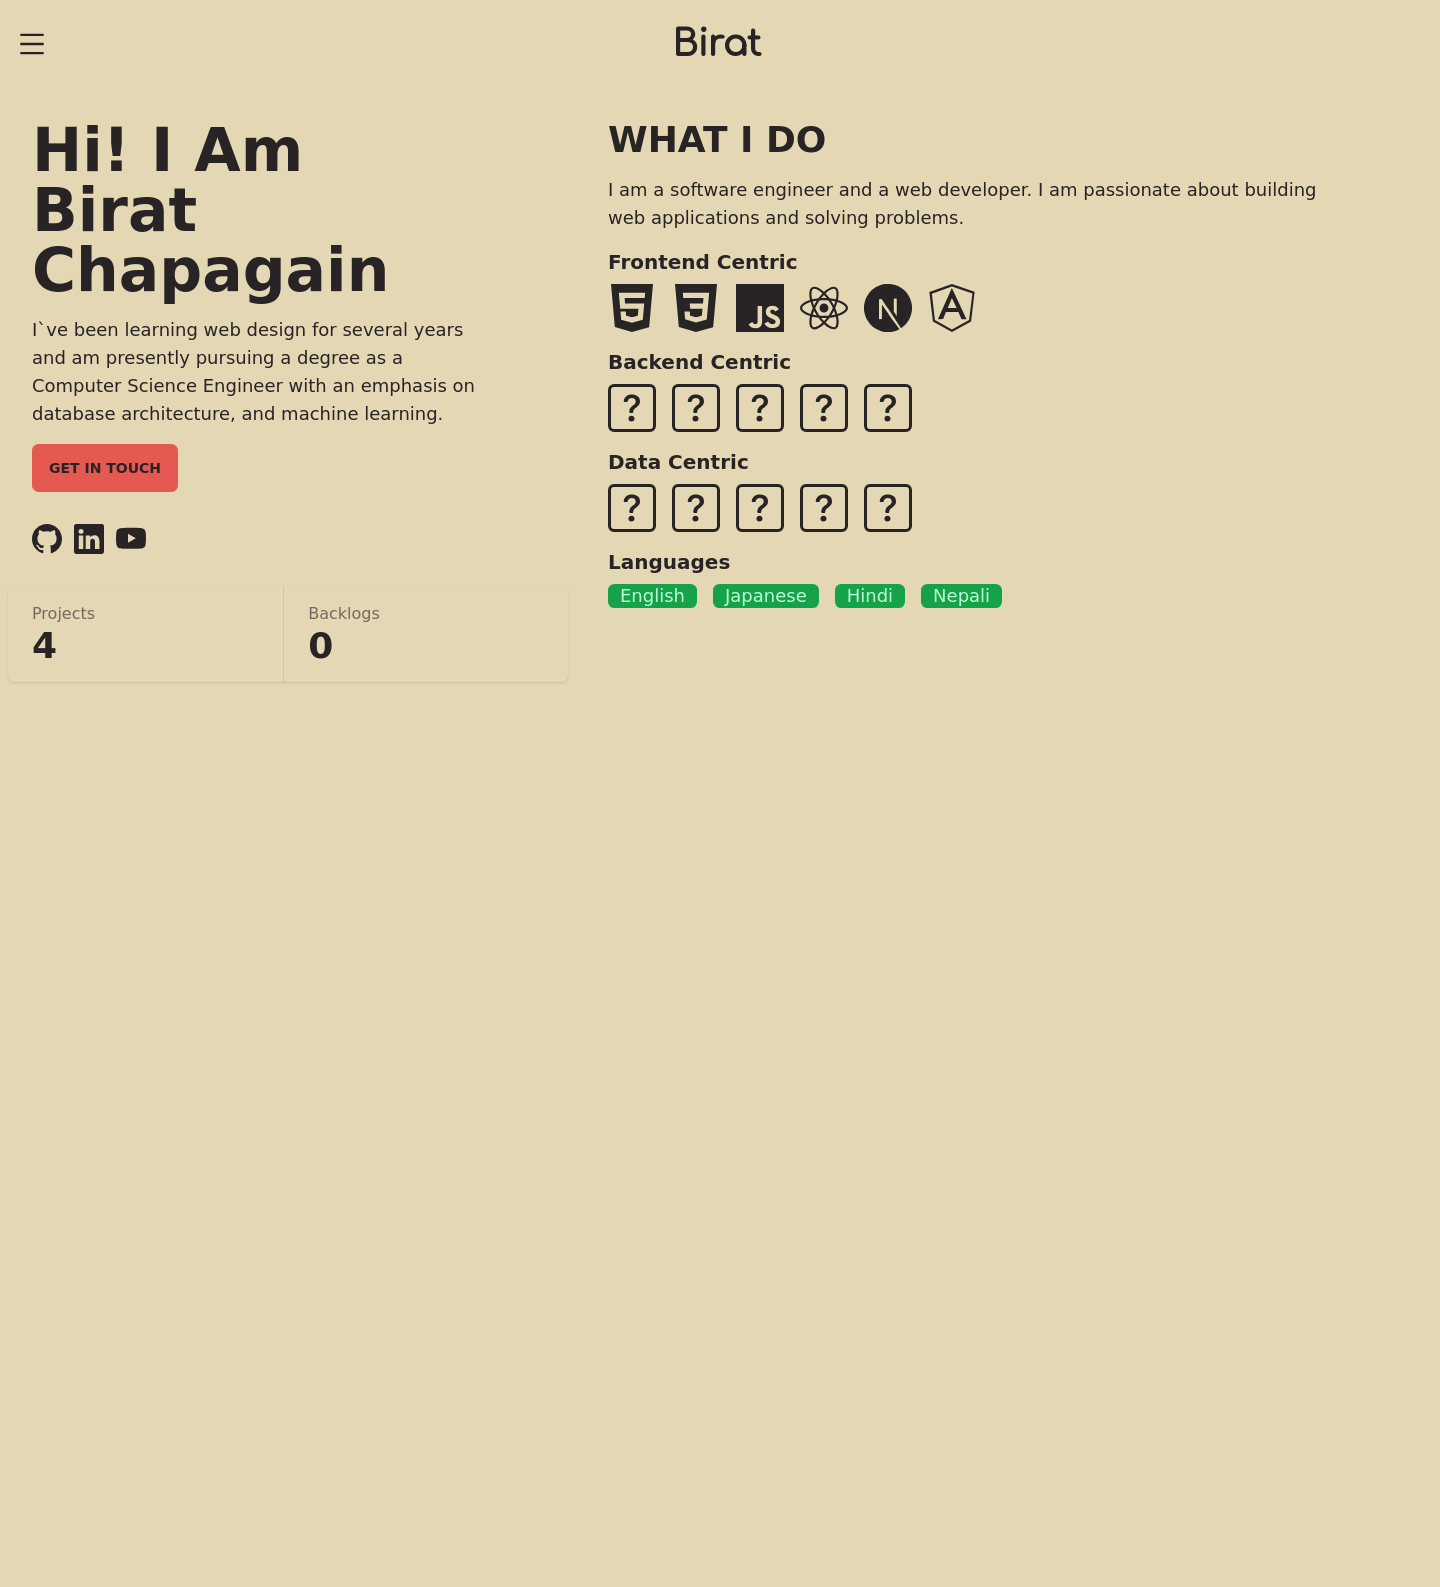 Birat
Hi! I Am
Birat
Chapagain
I`ve been learning web design for several years
and am presently pursuing a degree as a
Computer Science Engineer with an emphasis on
database architecture, and machine learning.
GET IN TOUCH
in
Projects
4
Backlogs
0
WHAT I DO
I am a software engineer and a web developer. I am passionate about building
web applications and solving problems.
Frontend Centric
5 3 JS N A
Backend Centric
? ? ? ? ?
Data Centric
? ? ? ? ?
Languages
English Japanese Hindi Nepali